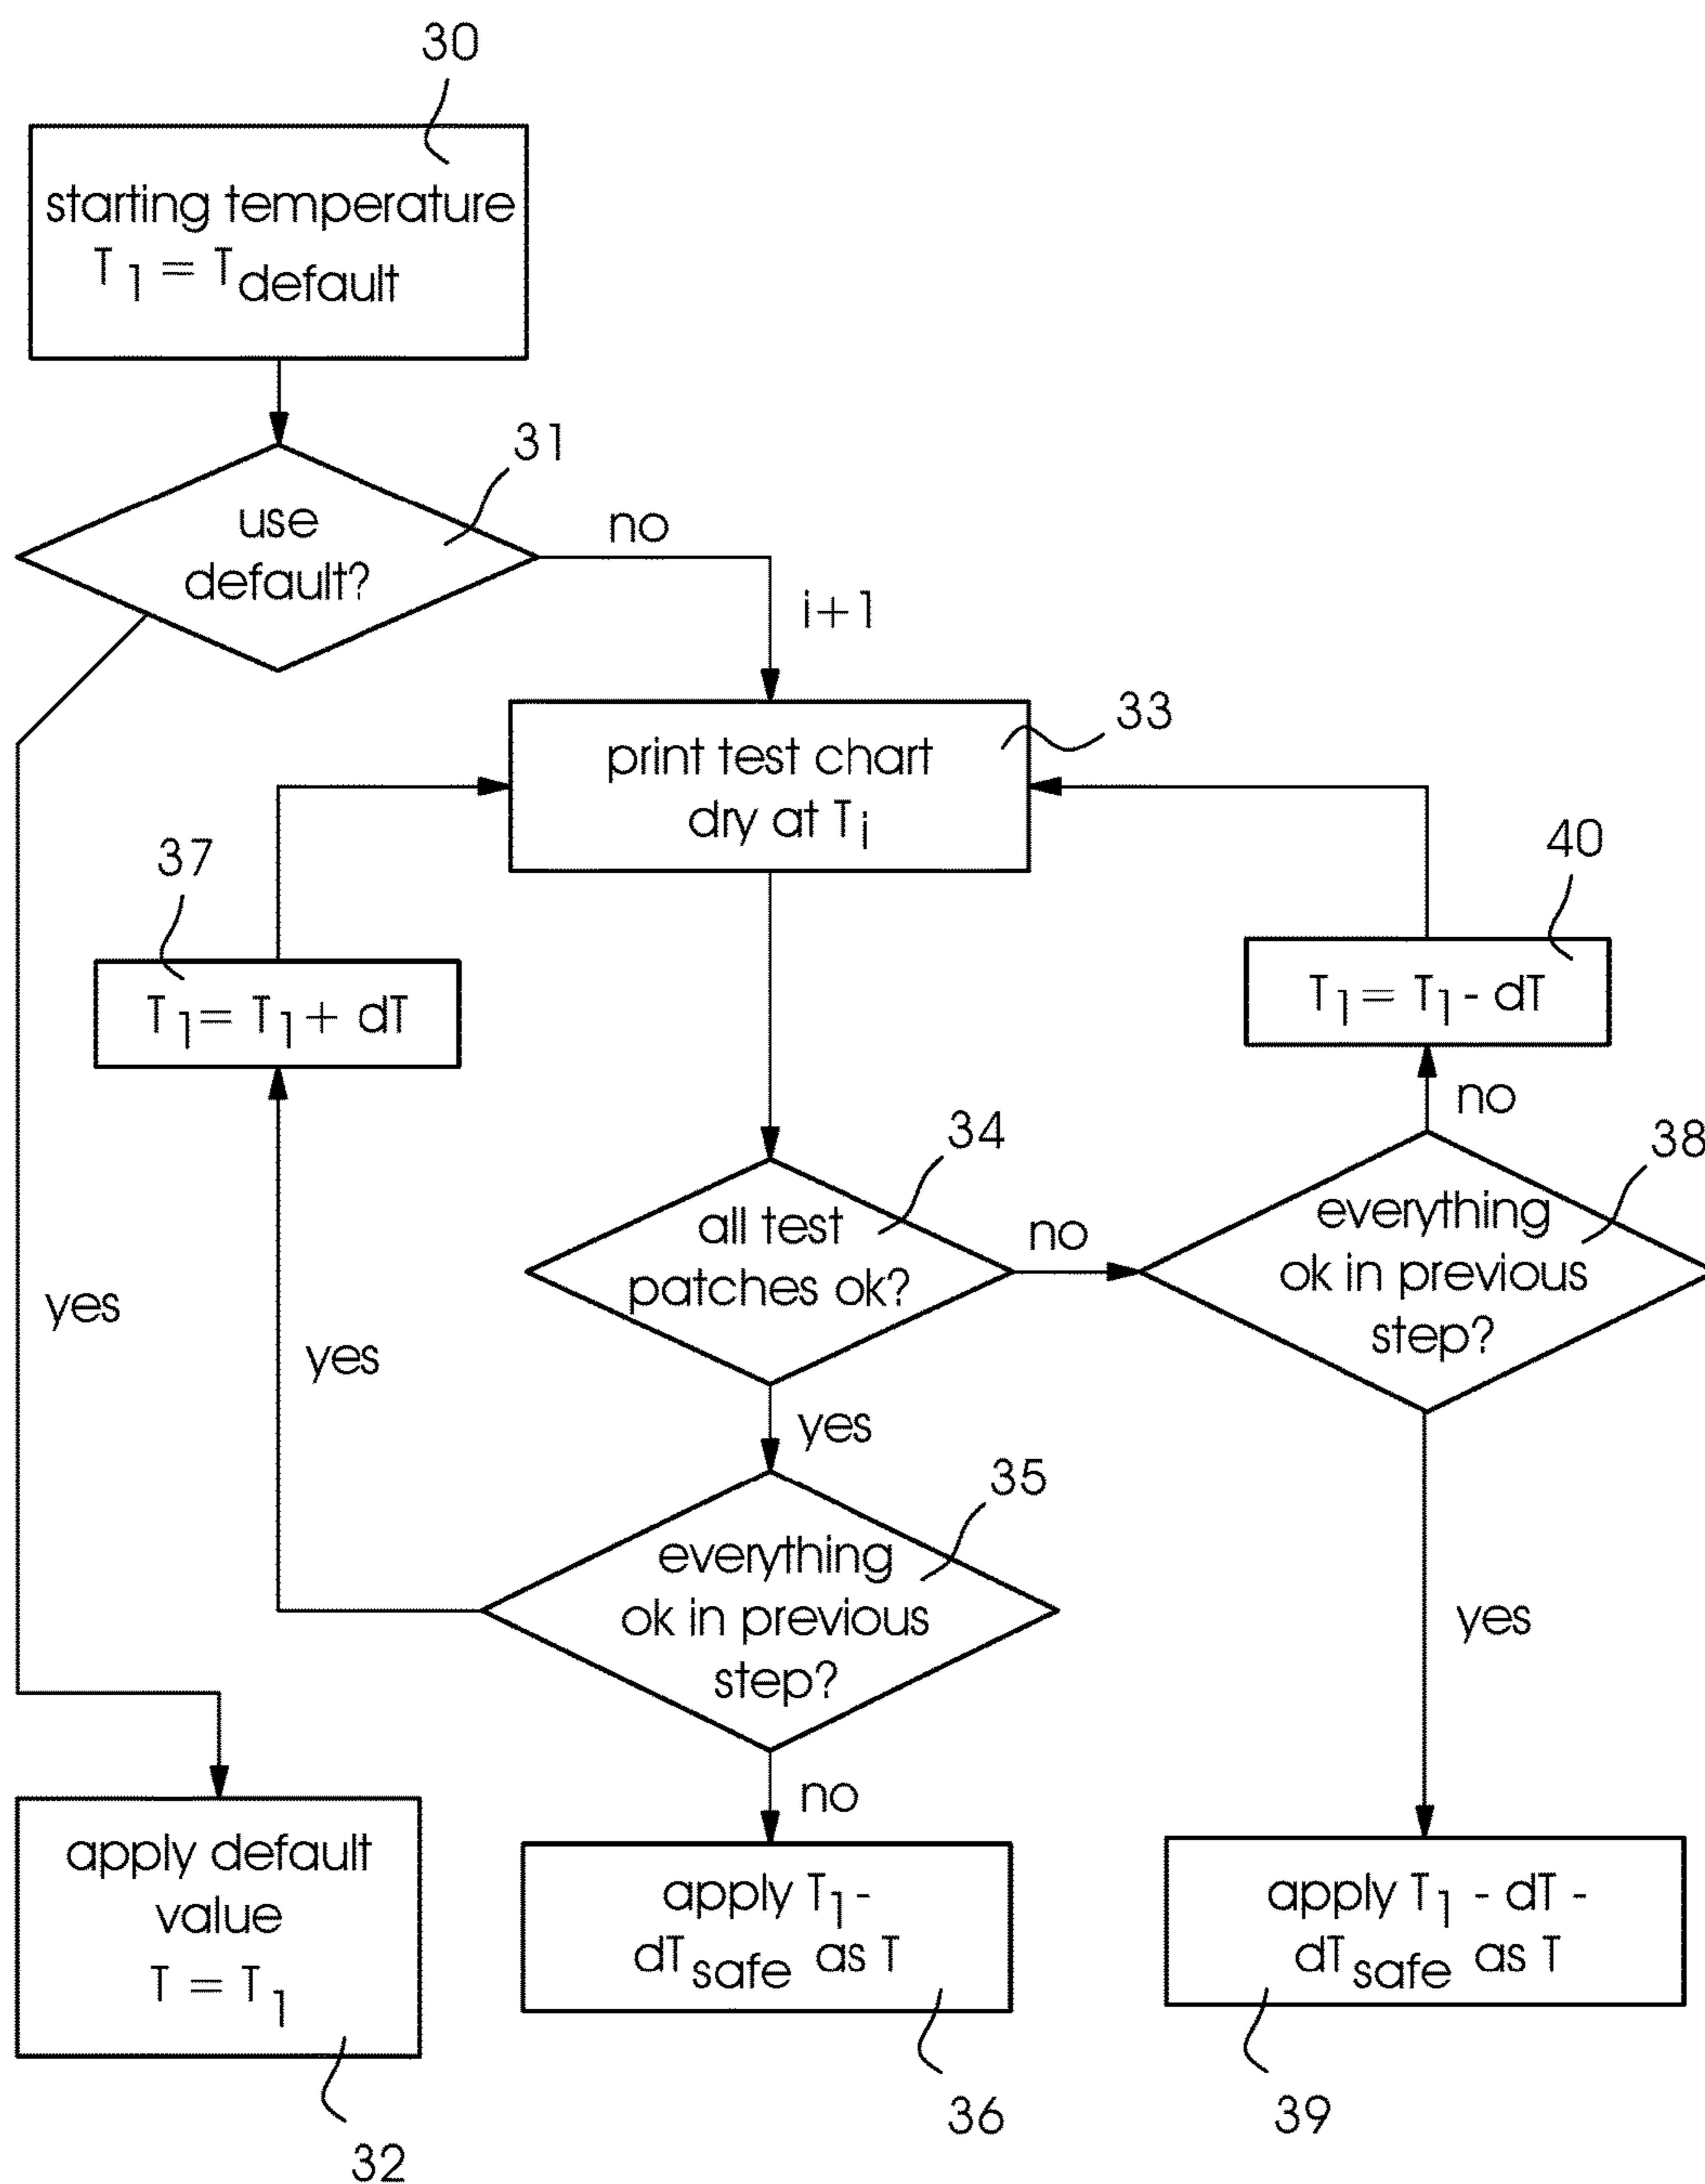 30
starting temperature
T1 = Tdefault
31
use
default?
no
i+1
33
print test chart
dry at Ti
37
T1= T1+ dT
40
T1= T1- dT
no
34
all test
patches ok?
no
38
everything
ok in previous
step?
yes
yes
yes
35
everything
ok in previous
step?
yes
no
apply default
value
T = T1
32
apply T1-
dTsafe as T
36
apply T1 - dT -
dTsafe as T
39